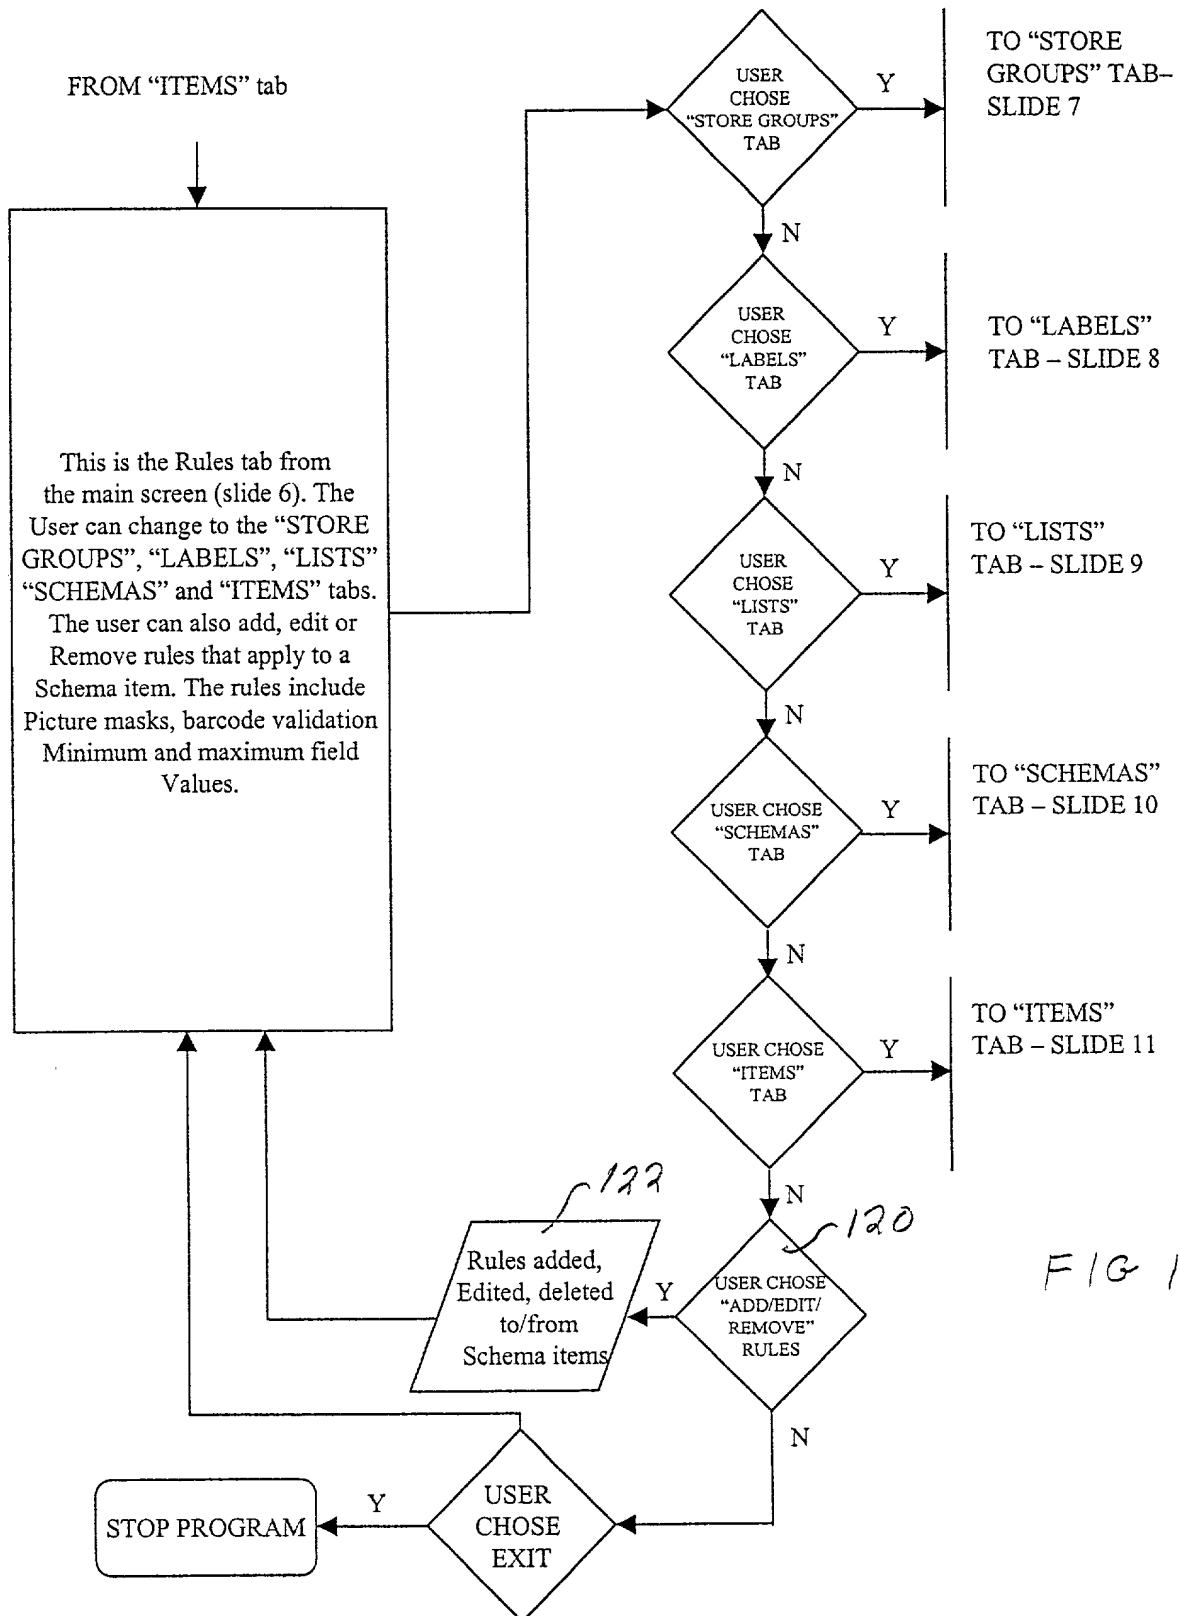 FROM “ITEMS” tab
This is the Rules tab from
the main screen (slide 6). The
User can change to the “STORE
GROUPS”, “LABELS”, “LISTS”
“SCHEMAS” and “ITEMS” tabs.
The user can also add, edit or
Remove rules that apply to a
Schema item. The rules include
Picture masks, barcode validation
Minimum and maximum field
Values.
USER
CHOSE
“STORE GROUPS”
TAB
Y
TO “STORE
GROUPS” TAB–
SLIDE 7
N
USER
CHOSE
“LABELS”
TAB
Y
TO “LABELS”
TAB – SLIDE 8
N
USER
CHOSE
“LISTS”
TAB
Y
TO “LISTS”
TAB – SLIDE 9
N
USER CHOSE
“SCHEMAS”
TAB
Y
TO “SCHEMAS”
TAB – SLIDE 10
N
USER CHOSE
“ITEMS”
TAB
Y
TO “ITEMS”
TAB – SLIDE 11
N
120
USER CHOSE
“ADD/EDIT/
REMOVE”
RULES
Y
122
Rules added,
Edited, deleted
to/from
Schema items
N
USER
CHOSE
EXIT
Y
STOP PROGRAM
FIG 1